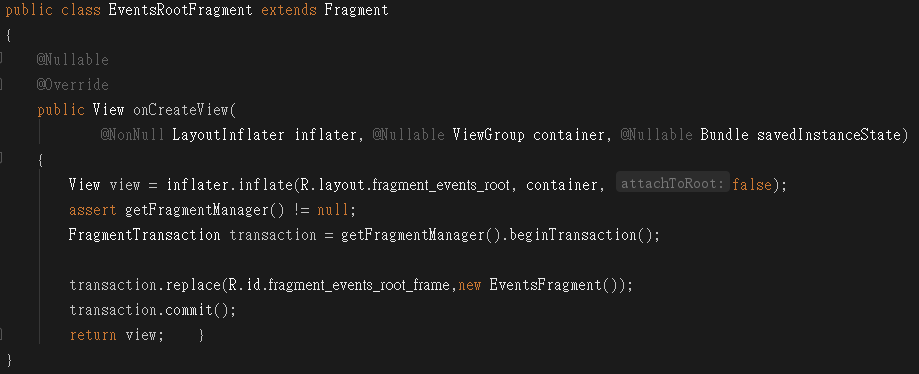 public class EventsRootFragment extends Fragment
{
    @Nullable
    @Override
    public View onCreateView(
            @NonNull LayoutInflater inflater, @Nullable ViewGroup container, @Nullable Bundle savedInstanceState)
    {
        View view = inflater.inflate(R.layout.fragment_events_root, container, attachToRoot: false);
        assert getFragmentManager() != null;
        FragmentTransaction transaction = getFragmentManager().beginTransaction();

        transaction.replace(R.id.fragment_events_root_frame,new EventsFragment());
        transaction.commit();
        return view;    }
}